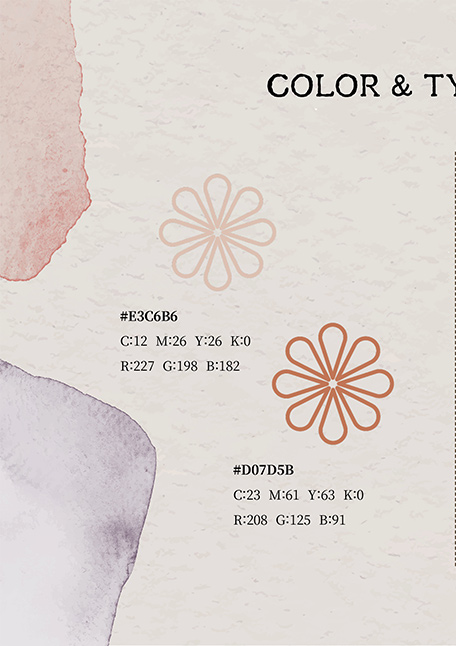 COLOR & TY
#E3C6B6
C:12 M:26 Y:26 K:0
R:227 G:198 B:182
#D07D5B
C:23 M:61 Y:63 K:0
R:208 G:125 B:91